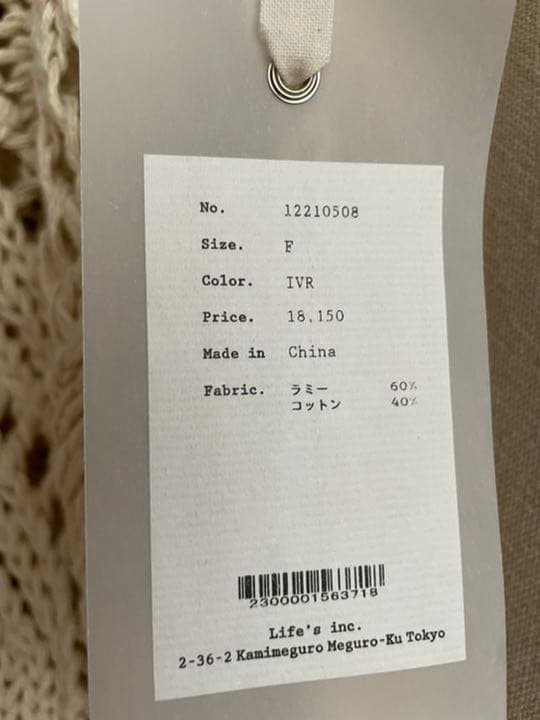 No. 12210508
Size. F
Color. IVR
Price. 18,150
Made in China
Fabric. ラミー 60%
コットン 40%
2300001563718
Life's inc.
2-36-2 Kamimeguro Meguro-Ku Tokyo